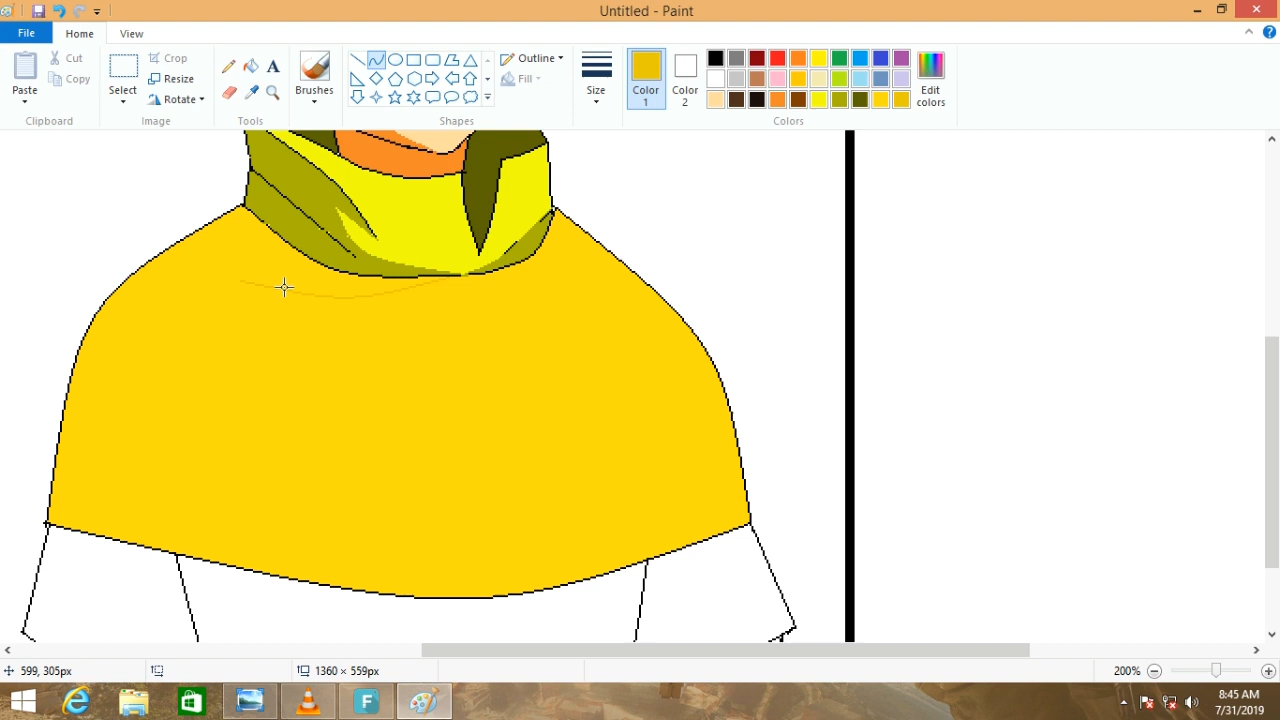 Untitled - Paint
File
Home
View
Paste
Cut
Copy
Clipboard
Select
Crop
Resize
Rotate
Image
A
Tools
Brushes
Shapes
Outline
Fill
Size
Color 1
Color 2
Edit colors
Colors
599, 305px
1360 × 559px
200%
F
8:45 AM
7/31/2019